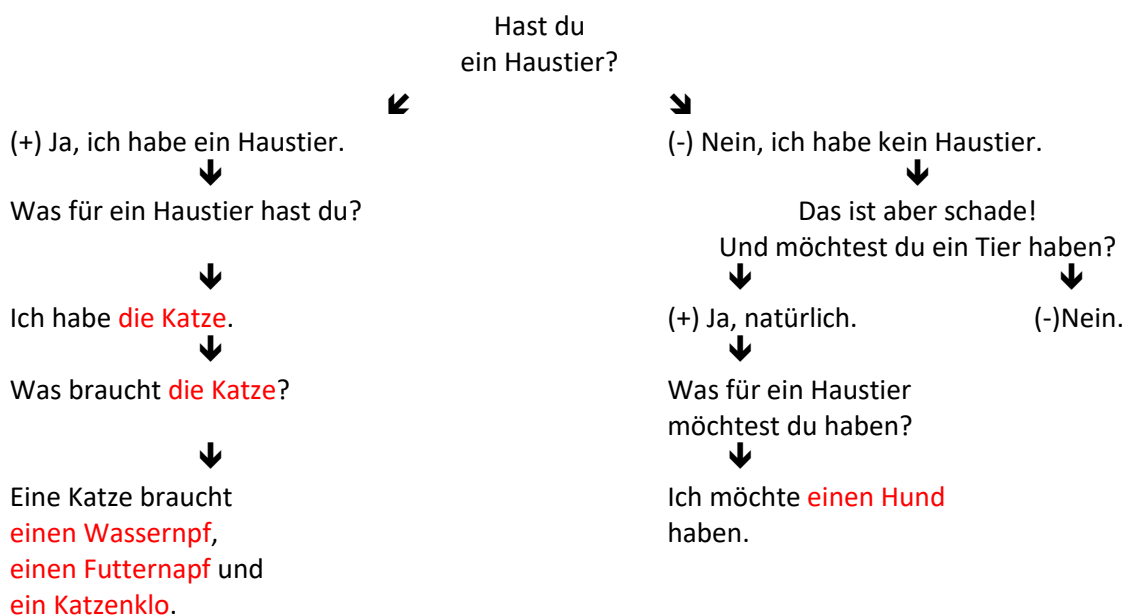 Hast du
ein Haustier?
(+) Ja, ich habe ein Haustier.
(-) Nein, ich habe kein Haustier.
Was für ein Haustier hast du?
Das ist aber schade!
Und möchtest du ein Tier haben?
Ich habe die Katze.
(+) Ja, natürlich.
(-)Nein.
Was braucht die Katze?
Was für ein Haustier
möchtest du haben?
Eine Katze braucht
einen Wassernpf,
einen Futternapf und
ein Katzenklo.
Ich möchte einen Hund
haben.